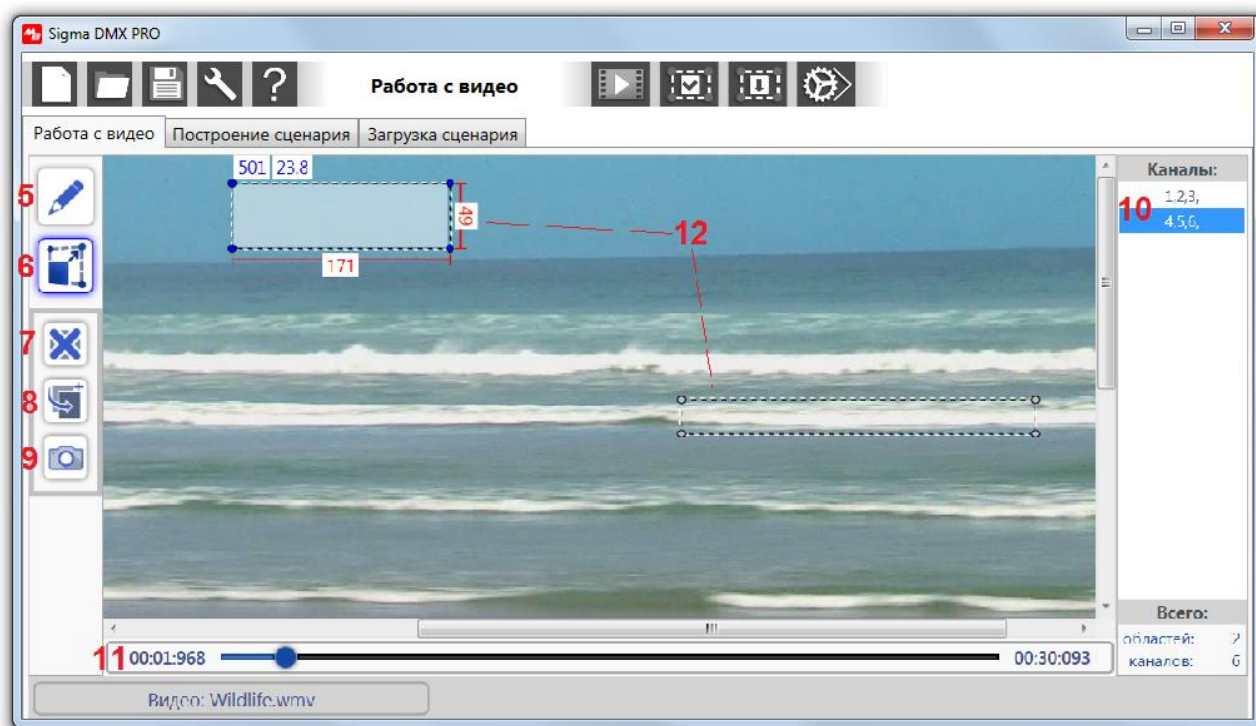 Sigma DMX PRO
Работа с видео
Работа с видео Построение сценария Загрузка сценария
501 23.8
Каналы:
5
10 1,2,3,
4,5,6,
49
12
6
171
7
8
9
Всего:
областей: 2
11 00:01:968 00:30:093
каналов: 6
Видео: Wildlife.wmv